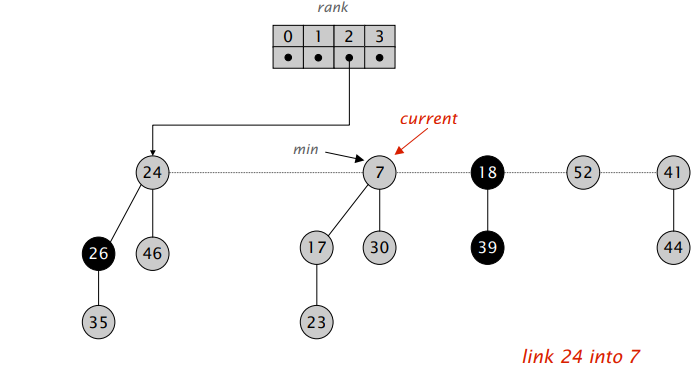 rank
0 1 2 3
current
min
24 7 18 52 41
26 46 17 30 39 44
35 23
link 24 into 7